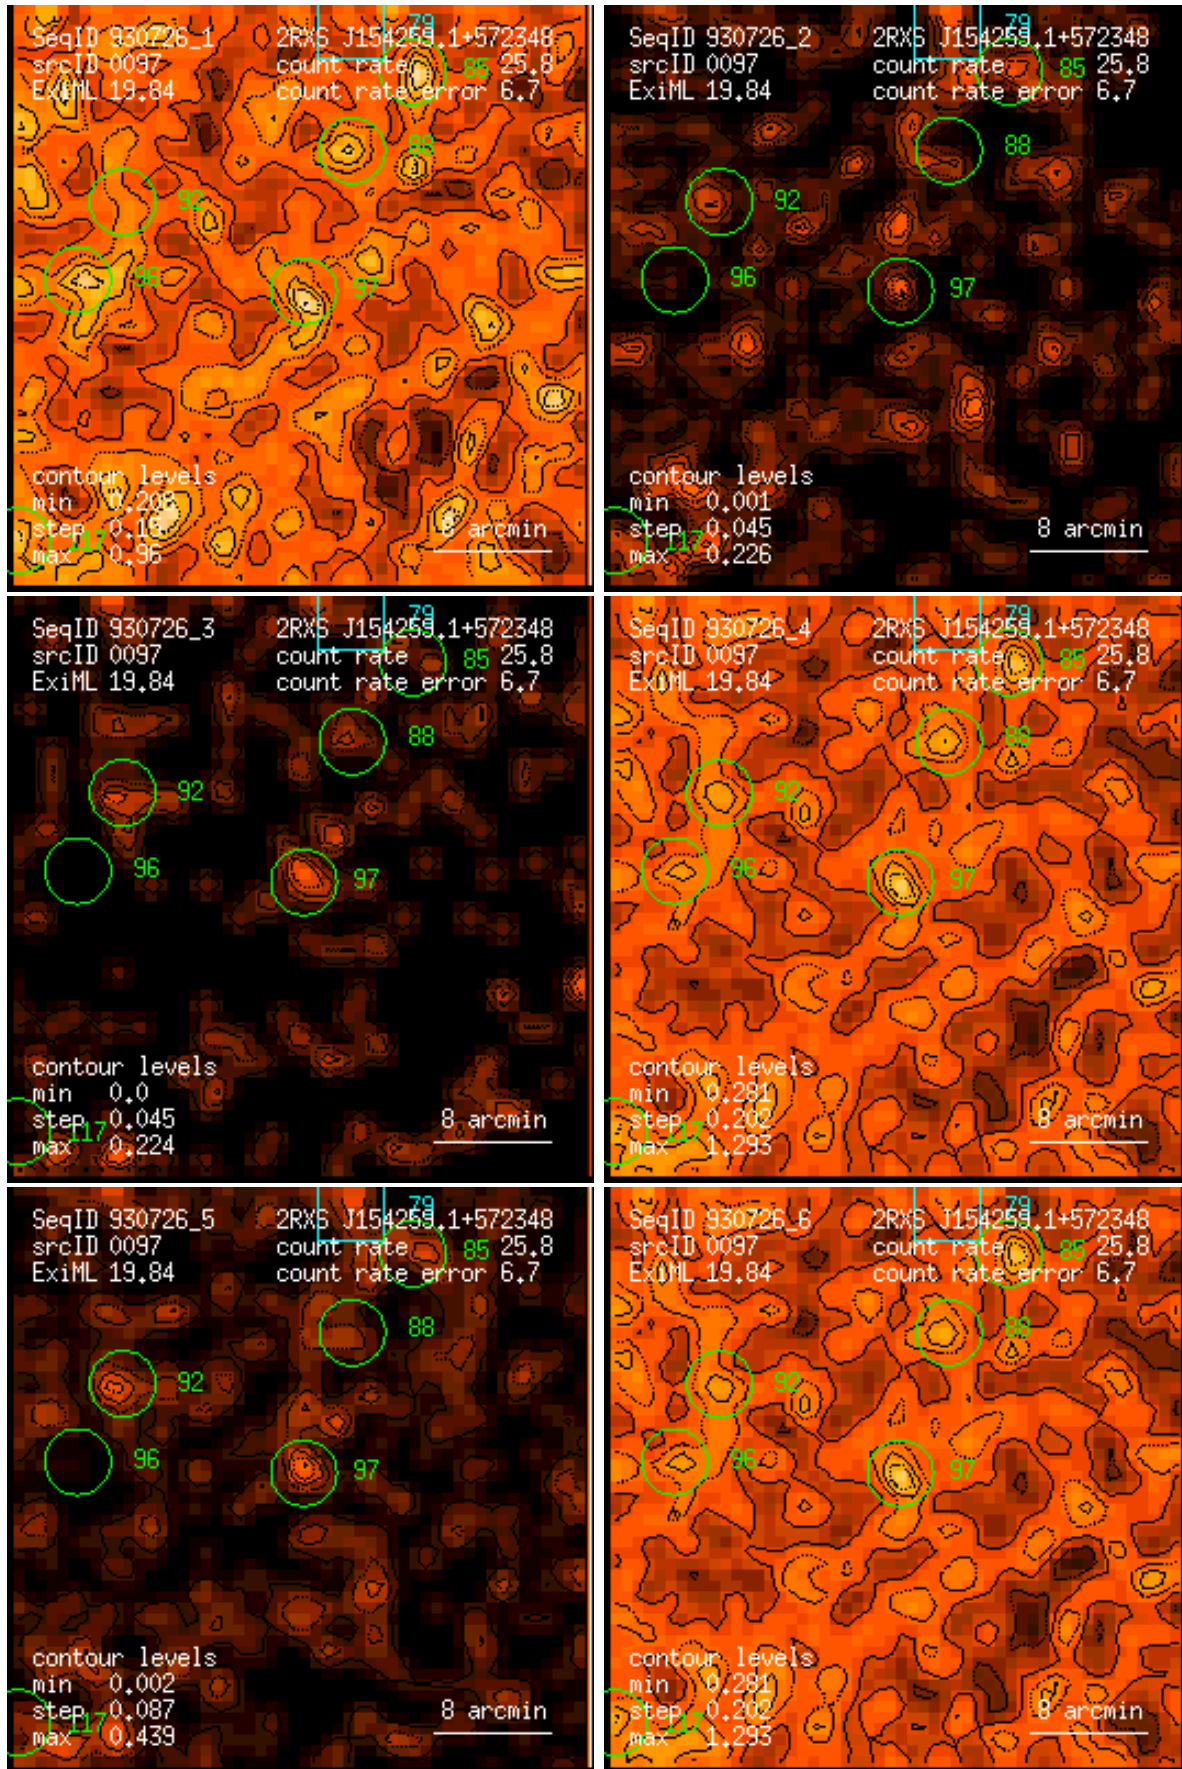 79
SeqID 930726_1 2RXS J154259.1+572348
srcID 0097 count rate 85 25.8
ExiML 19.84 count rate error 6.7
88
92
96
97
contour levels
min 0.208
step 0.15
max 0.96
117
8 arcmin
79
SeqID 930726_2 2RXS J154259.1+572348
srcID 0097 count rate 85 25.8
ExiML 19.84 count rate error 6.7
88
92
96
97
contour levels
min 0.001
step 0.045
max 0.226
117
8 arcmin
79
SeqID 930726_3 2RXS J154259.1+572348
srcID 0097 count rate 85 25.8
ExiML 19.84 count rate error 6.7
88
92
96
97
contour levels
min 0.0
step 0.045
max 0.224
117
8 arcmin
79
SeqID 930726_4 2RXS J154259.1+572348
srcID 0097 count rate 85 25.8
ExiML 19.84 count rate error 6.7
88
92
96
97
contour levels
min 0.281
step 0.202
max 1.293
117
8 arcmin
79
SeqID 930726_5 2RXS J154259.1+572348
srcID 0097 count rate 85 25.8
ExiML 19.84 count rate error 6.7
88
92
96
97
contour levels
min 0.002
step 0.087
max 0.439
117
8 arcmin
79
SeqID 930726_6 2RXS J154259.1+572348
srcID 0097 count rate 85 25.8
ExiML 19.84 count rate error 6.7
88
92
96
97
contour levels
min 0.281
step 0.202
max 1.293
117
8 arcmin